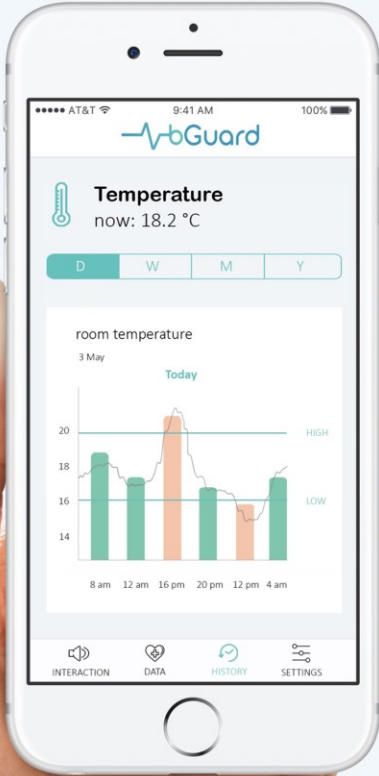 AT&T 9:41 AM 100%
bGuard
Temperature
now: 18.2 °C
D W M Y
room temperature
3 May
Today
20 HIGH
18
16 LOW
14
8 am 12 am 16 pm 20 pm 12 pm 4 am
INTERACTION DATA HISTORY SETTINGS